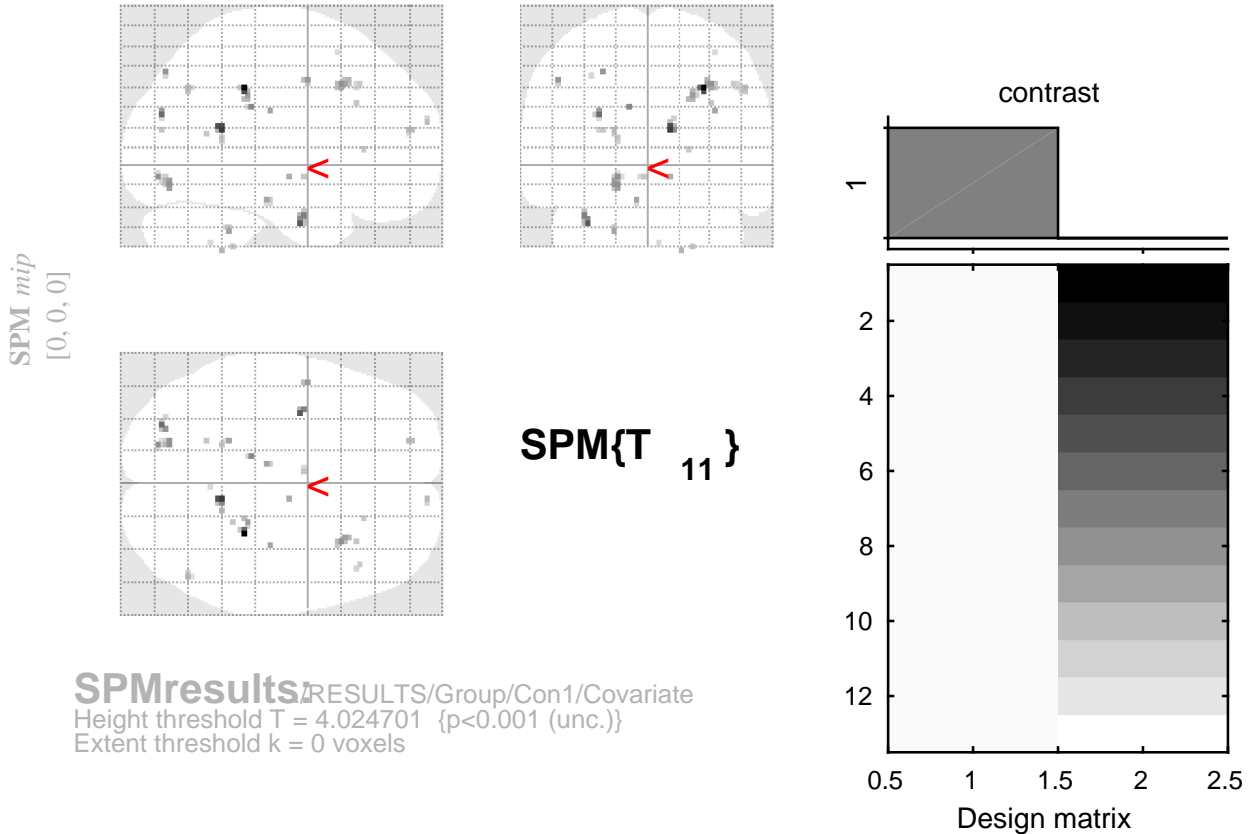 SPM mip
[0, 0, 0]
<
<
<
SPM{T 11 }
SPMresults: /RESULTS/Group/Con1/Covariate
Height threshold T = 4.024701 {p<0.001 (unc.)}
Extent threshold k = 0 voxels
contrast
1
2
4
6
8
10
12
0.5 1 1.5 2 2.5
Design matrix